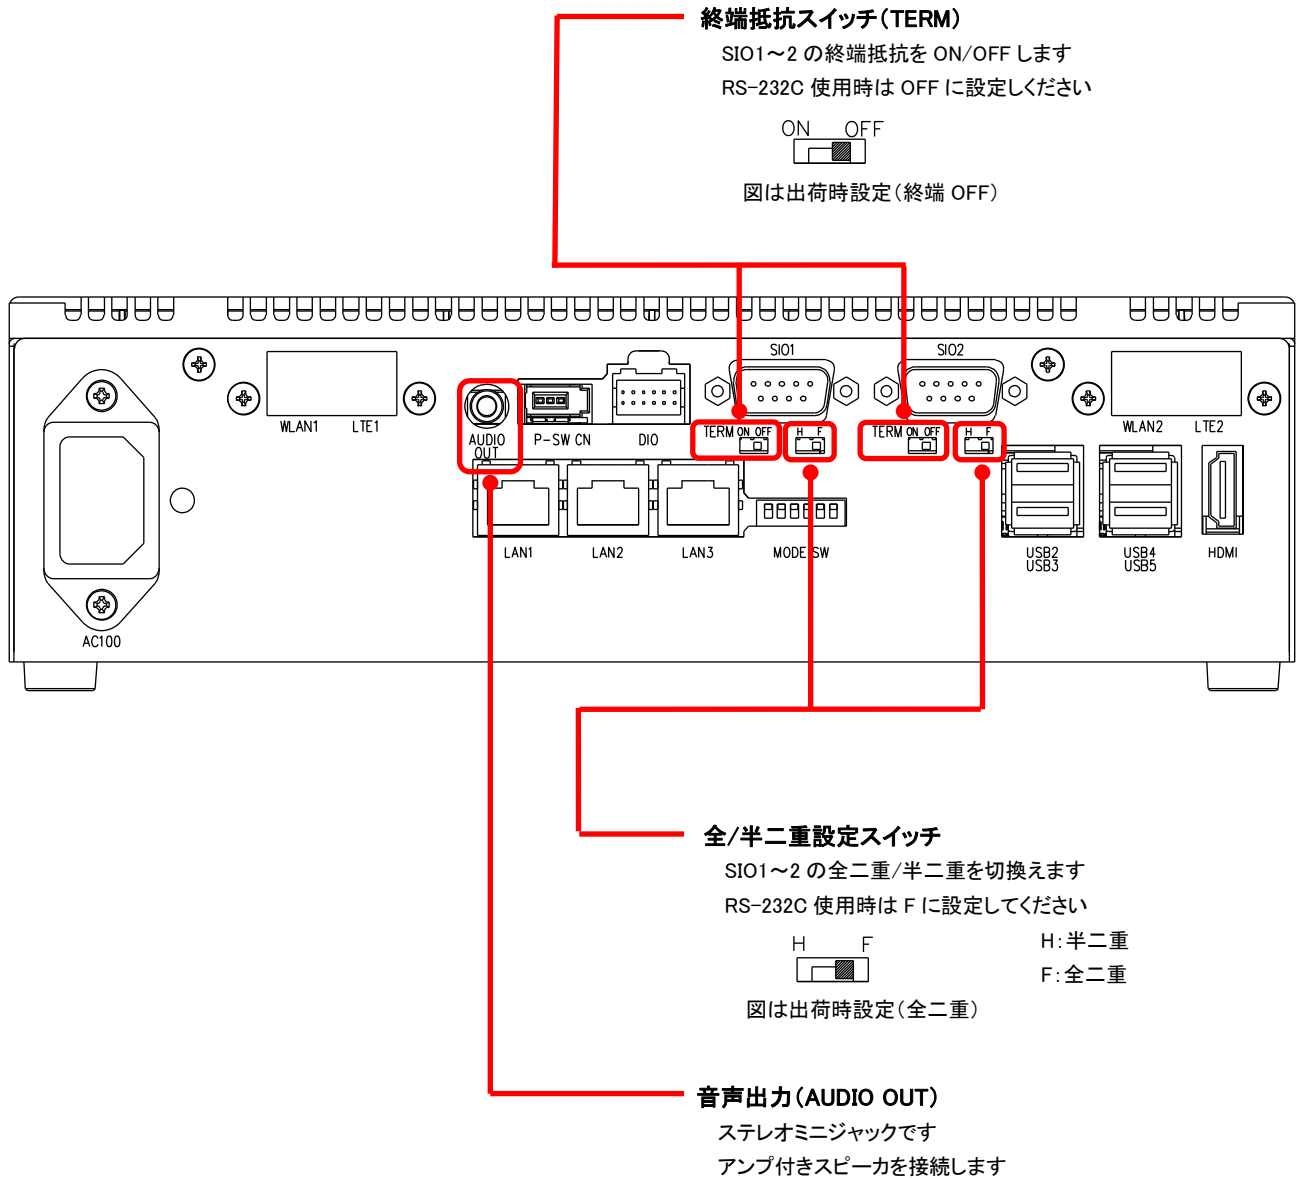 終端抵抗スイッチ(TERM)
SIO1～2 の終端抵抗を ON/OFF します
RS-232C 使用時は OFF に設定しください
ON OFF
図は出荷時設定(終端 OFF)
SIO1 SIO2
WLAN1 LTE1
AUDIO OUT
P-SW CN
DIO
TERM ON OFF
H F
TERM ON OFF
H F
WLAN2 LTE2
LAN1 LAN2 LAN3
MODE SW
USB2
USB3
USB4
USB5
HDMI
AC100
全/半二重設定スイッチ
SIO1～2 の全二重/半二重を切換えます
RS-232C 使用時は F に設定してください
H F
H:半二重
F:全二重
図は出荷時設定(全二重)
音声出力(AUDIO OUT)
ステレオミニジャックです
アンプ付きスピーカを接続します